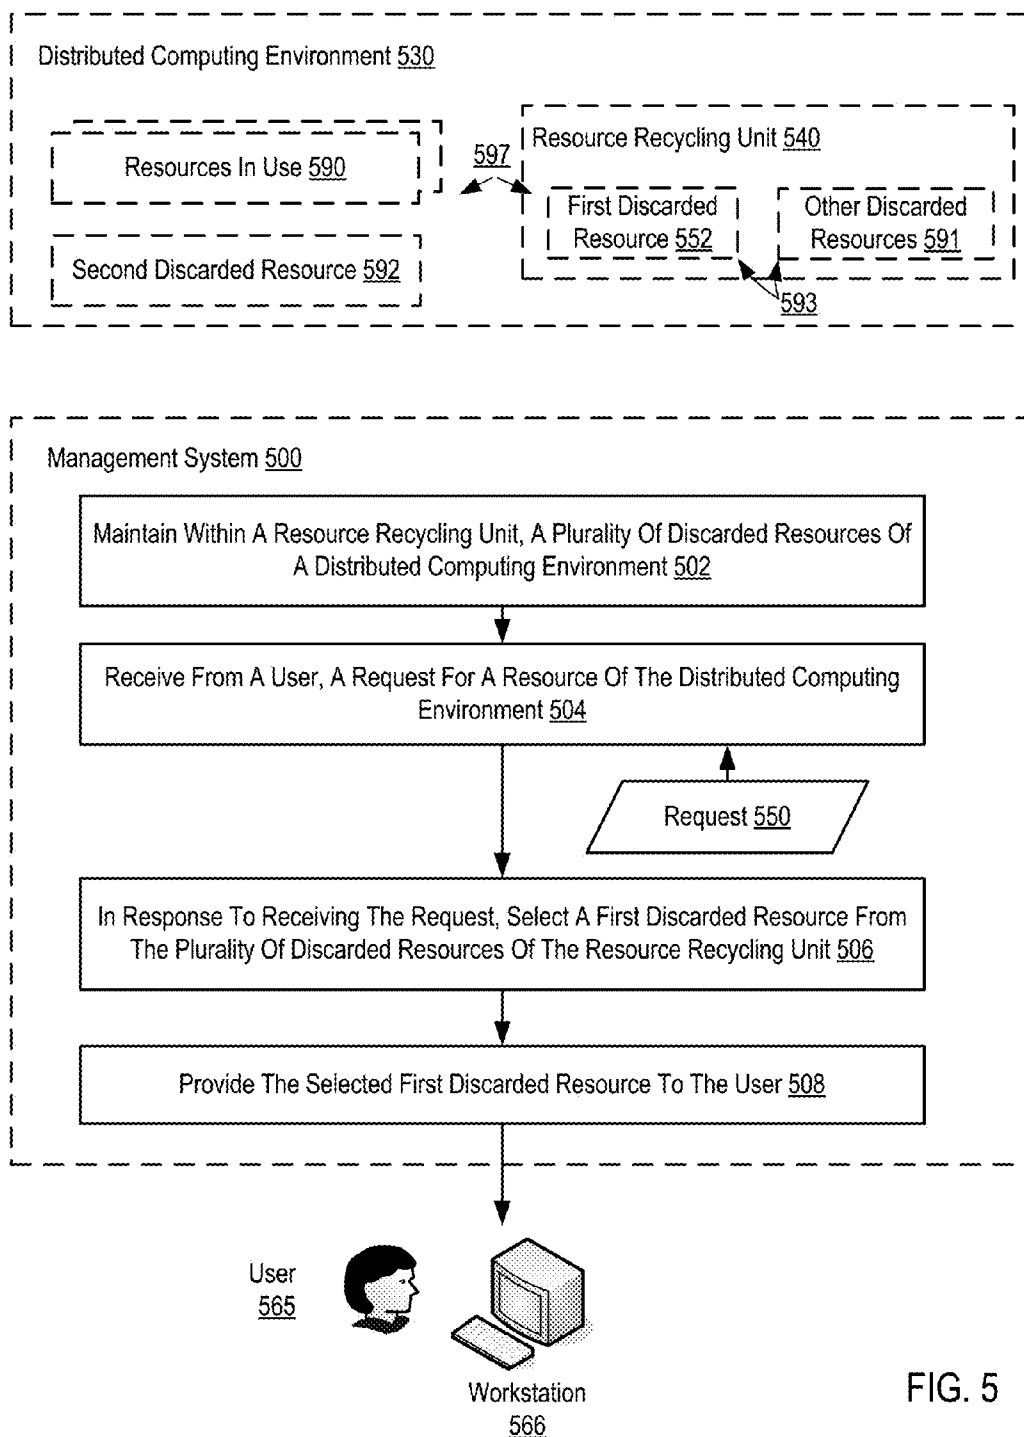 Distributed Computing Environment 530
Resources In Use 590
597
Resource Recycling Unit 540
First Discarded
Resource 552
Other Discarded
Resources 591
Second Discarded Resource 592
593
Management System 500
Maintain Within A Resource Recycling Unit, A Plurality Of Discarded Resources Of
A Distributed Computing Environment 502
Receive From A User, A Request For A Resource Of The Distributed Computing
Environment 504
Request 550
In Response To Receiving The Request, Select A First Discarded Resource From
The Plurality Of Discarded Resources Of The Resource Recycling Unit 506
Provide The Selected First Discarded Resource To The User 508
User
565
Workstation
566
FIG. 5